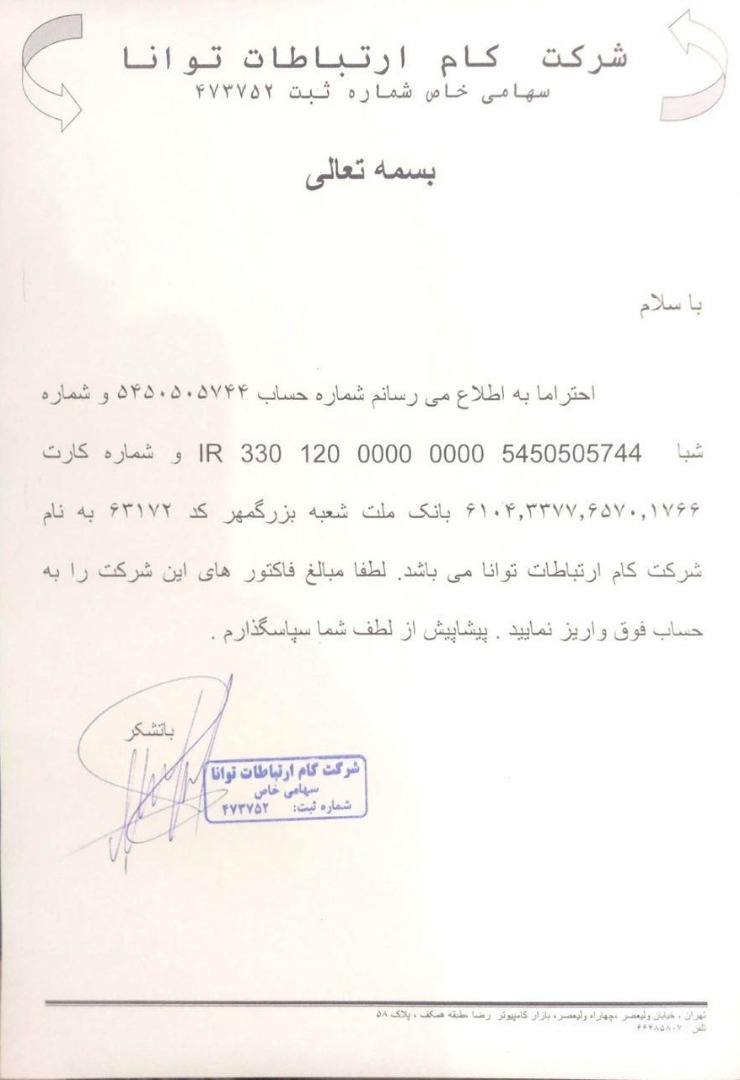 شرکت کام ارتباطات توانا
سهامی خاص شماره ثبت ۴۷۳۷۵۲
بسمه تعالی
با سلام
احتراما به اطلاع می رسانم شماره حساب ۵۴۵۰۵۰۵۷۴۴ و شماره
شبا IR 330 120 0000 0000 5450505744 و شماره کارت
۶۱۰۴,۳۳۷۷,۶۵۷۰,۱۷۶۶ بانک ملت شعبه بزرگمهر کد ۶۳۱۷۲ به نام
شرکت کام ارتباطات توانا می باشد. لطفا مبالغ فاکتور های این شرکت را به
حساب فوق واریز نمایید . پیشاپیش از لطف شما سپاسگذارم .
باتشکر
شرکت کام ارتباطات توانا
سهامی خاص
شماره ثبت: ۴۷۳۷۵۲
تهران ، خیابان ولیعصر ،چهاراه ولیعصر، بازار کامپیوتر رضا ،طبقه همکف ، پلاک ۵۸
تلفن : ۶۶۴۸۵۸۰۷